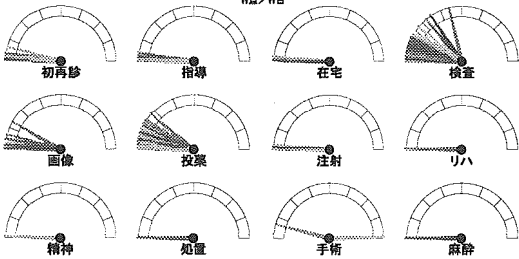 初再診 指導 在宅 検査
画像 投薬 注射 リハ
精神 処置 手術 麻酔